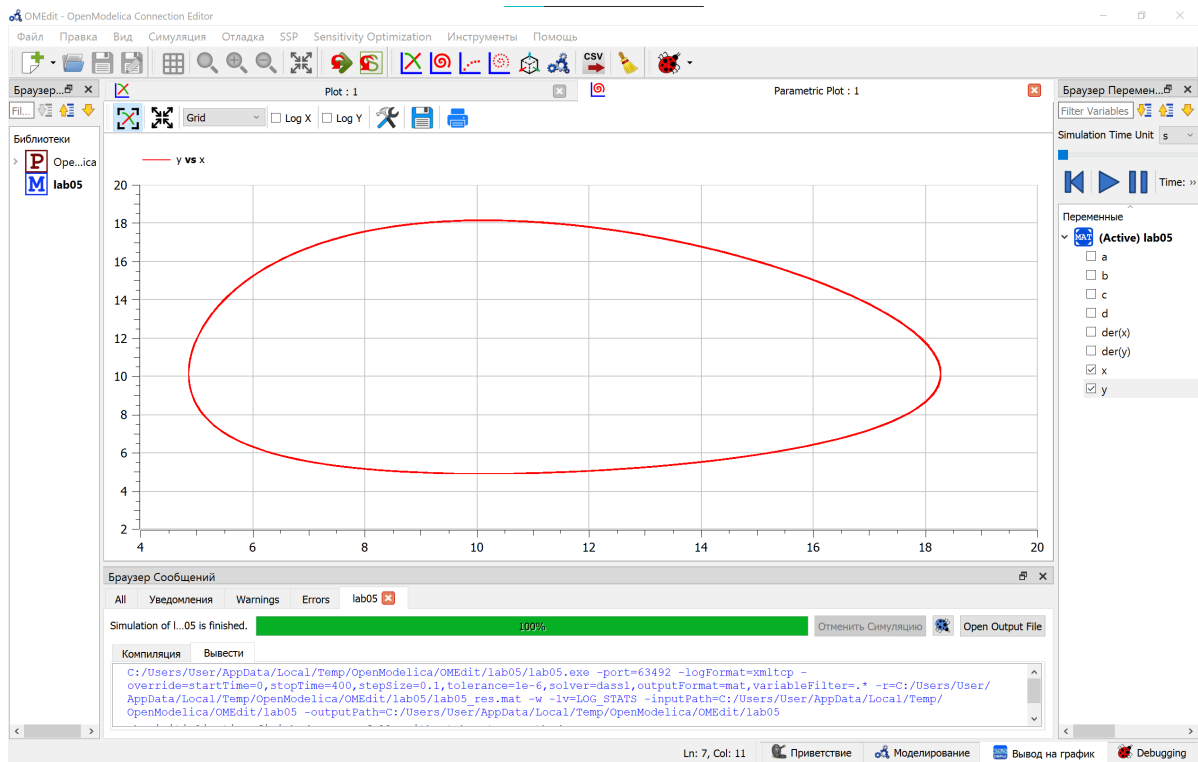 OMEdit - OpenModelica Connection Editor
Файл Правка Вид Симуляция Отладка SSP Sensitivity Optimization Инструменты Помощь
CSV
Браузер... Plot : 1 Parametric Plot : 1 Браузер Перемен...
Fil... Grid Log X Log Y Filter Variables
Библиотеки Simulation Time Unit s
P Ope...ica
M lab05
Time: »
y vs x
Переменные
MAT (Active) lab05
a
b
c
d
der(x)
der(y)
x
y
20
18
16
14
12
10
8
6
4
2
4 6 8 10 12 14 16 18 20
Браузер Сообщений
All Уведомления Warnings Errors lab05
Simulation of l...05 is finished. 100% Отменить Симуляцию Open Output File
Компиляция Вывести
C:/Users/User/AppData/Local/Temp/OpenModelica/OMEdit/lab05/lab05.exe -port=63492 -logFormat=xmltcp -
override=startTime=0,stopTime=400,stepSize=0.1,tolerance=1e-6,solver=dassl,outputFormat=mat,variableFilter=.* -r=C:/Users/User/
AppData/Local/Temp/OpenModelica/OMEdit/lab05/lab05_res.mat -w -lv=LOG_STATS -inputPath=C:/Users/User/AppData/Local/Temp/
OpenModelica/OMEdit/lab05 -outputPath=C:/Users/User/AppData/Local/Temp/OpenModelica/OMEdit/lab05
Ln: 7, Col: 11 Приветствие Моделирование Вывод на график Debugging